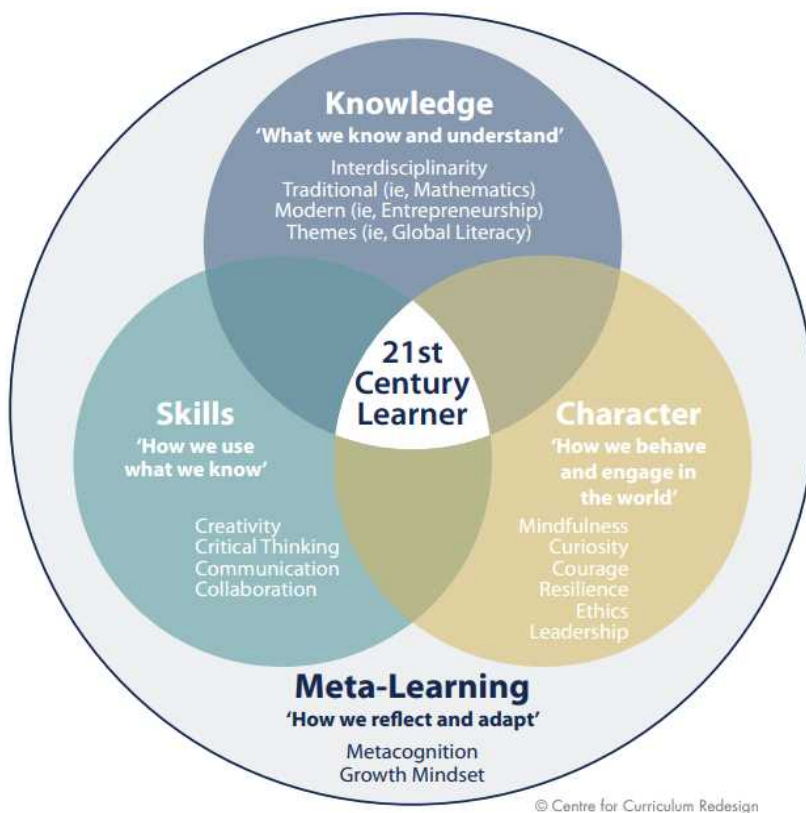 Knowledge
‘What we know and understand’
Interdisciplinarity
Traditional (ie, Mathematics)
Modern (ie, Entrepreneurship)
Themes (ie, Global Literacy)
21st
Century
Learner
Skills
‘How we use
what we know’
Creativity
Critical Thinking
Communication
Collaboration
Character
‘How we behave
and engage in
the world’
Mindfulness
Curiosity
Courage
Resilience
Ethics
Leadership
Meta-Learning
‘How we reflect and adapt’
Metacognition
Growth Mindset
© Centre for Curriculum Redesign